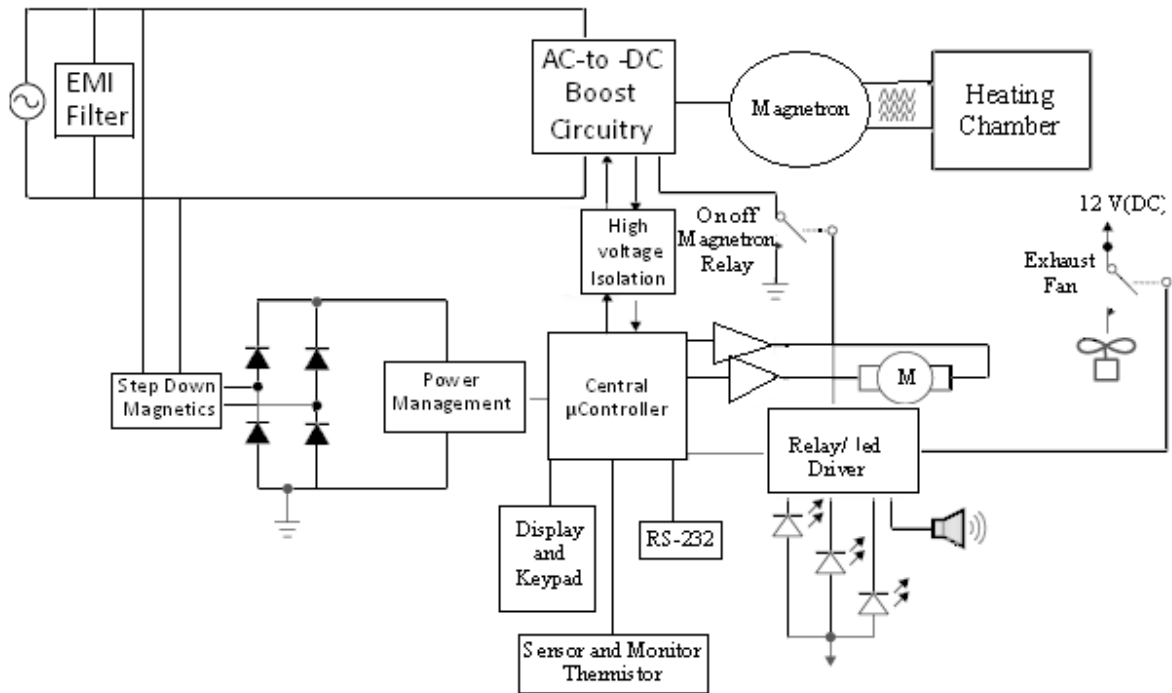 EMI
Filter
AC-to -DC
Boost
Circuitry
Magnetron
Heating
Chamber
High
voltage
Isolation
On off
Magnetron
Relay
12 V(DC)
Exhaust
Fan
Step Down
Magnetics
Power
Management
Central
µController
M
Relay/ led
Driver
Display
and
Keypad
RS-232
Sensor and Monitor
Thermistor